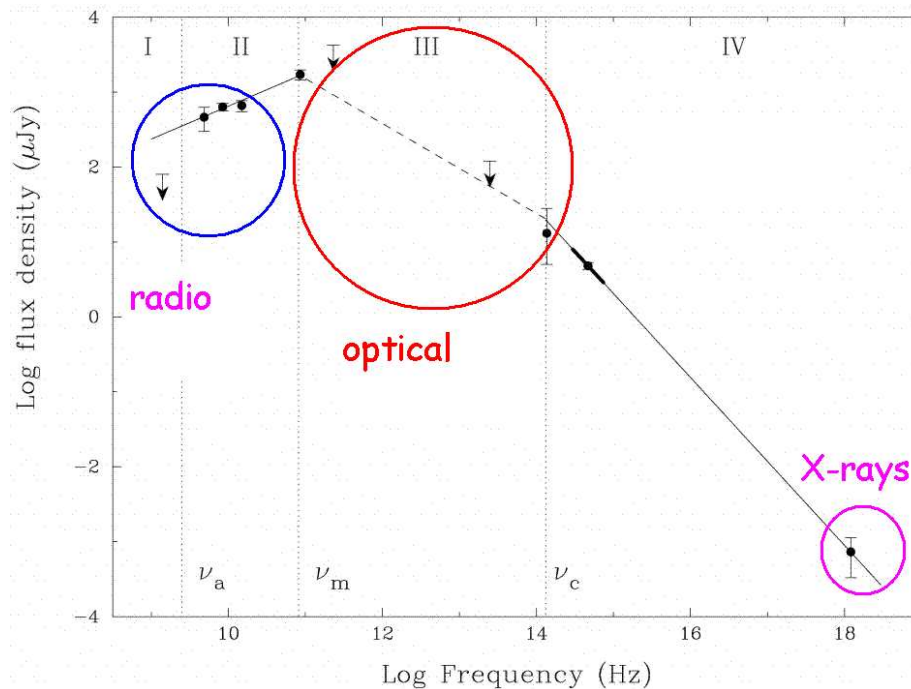 4
I II III IV
2
radio
optical
0
-2
X-rays
-4
ν_a ν_m ν_c
10 12 14 16 18
Log Frequency (Hz)
Log flux density (μJy)